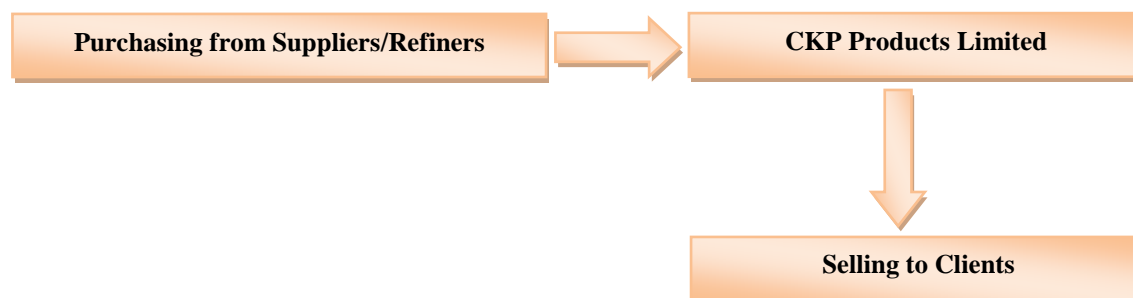 Purchasing from Suppliers/Refiners
CKP Products Limited
Selling to Clients